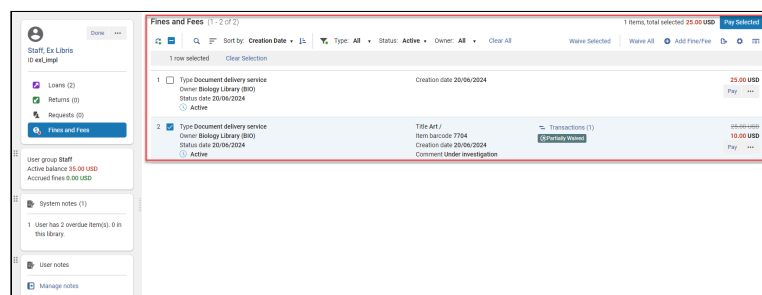 Done
Staff, Ex Libris
ID exl_impl
Loans (2)
Returns (0)
Requests (0)
Fines and Fees
User group Staff
Active balance 35.00 USD
Accrued fines 0.00 USD
System notes (1)
1 User has 2 overdue item(s). 0 in
this library.
User notes
Manage notes
Fines and Fees (1 - 2 of 2)
1 items, total selected 25.00 USD Pay Selected
Sort by: Creation Date Type: All Status: Active Owner: All Clear All Waive Selected Waive All Add Fine/Fee
1 row selected Clear Selection
1 Type Document delivery service Creation date 20/06/2024 25.00 USD
Owner Biology Library (BIO) Pay
Status date 20/06/2024
Active
2 Type Document delivery service Title Art / Transactions (1) 25.00 USD
Owner Biology Library (BIO) Item barcode 7704 Partially Waived 10.00 USD
Status date 20/06/2024 Creation date 20/06/2024 Pay
Active Comment Under investigation